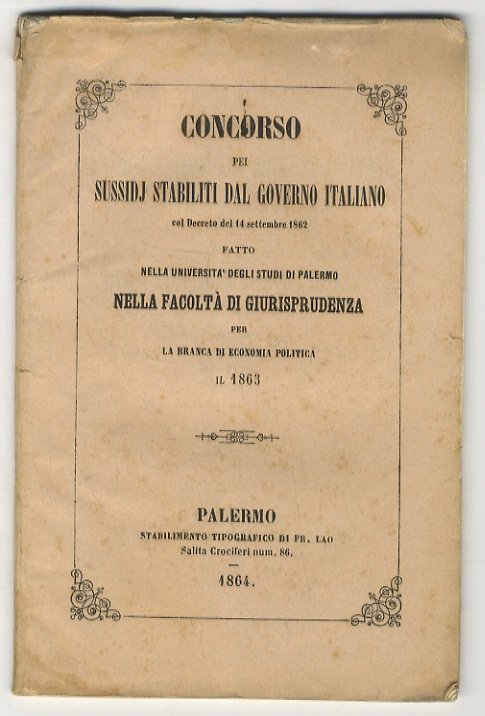 CONCORSO
PEI
SUSSIDJ STABILITI DAL GOVERNO ITALIANO
col Decreto del 14 settembre 1862
FATTO
NELLA UNIVERSITA' DEGLI STUDI DI PALERMO
NELLA FACOLTÀ DI GIURISPRUDENZA
PER
LA BRANCA DI ECONOMIA POLITICA
IL 1863
PALERMO
STABILIMENTO TIPOGRAFICO DI FR. LAO
Salita Crociferi num. 86.
1864.